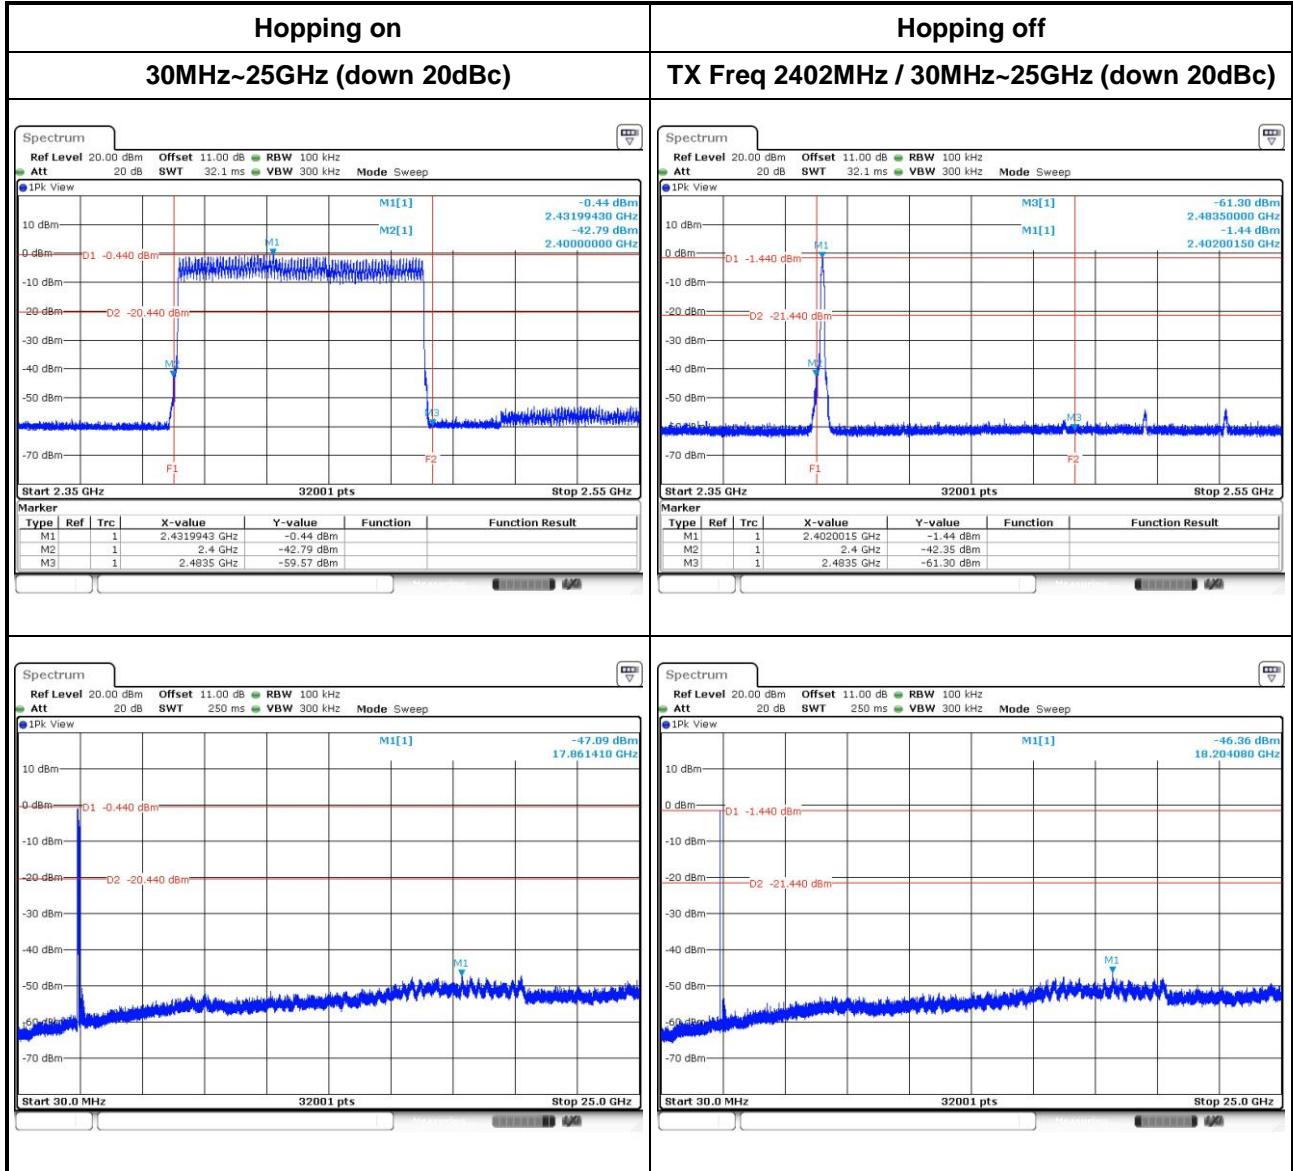 Hopping on
Hopping off
30MHz~25GHz (down 20dBc)
TX Freq 2402MHz / 30MHz~25GHz (down 20dBc)
Spectrum
Ref Level 20.00 dBm Offset 11.00 dB RBW 100 kHz
Att 20 dB SWT 32.1 ms VBW 300 kHz Mode Sweep
1Pk View
M1[1] -0.44 dBm
2.43199430 GHz
M2[1] -42.79 dBm
2.40000000 GHz
10 dBm
M1
0 dBm
D1 -0.440 dBm
-10 dBm
-20 dBm
D2 -20.440 dBm
-30 dBm
M2
-40 dBm
-50 dBm
M3
-70 dBm
F1
F2
Start 2.35 GHz 32001 pts Stop 2.55 GHz
Marker
Type Ref Trc X-value Y-value Function Function Result
M1 1 2.4319943 GHz -0.44 dBm
M2 1 2.4 GHz -42.79 dBm
M3 1 2.4835 GHz -59.57 dBm
Spectrum
Ref Level 20.00 dBm Offset 11.00 dB RBW 100 kHz
Att 20 dB SWT 32.1 ms VBW 300 kHz Mode Sweep
1Pk View
M3[1] -61.30 dBm
2.48350000 GHz
M1[1] -1.44 dBm
2.40200150 GHz
10 dBm
M1
0 dBm
D1 -1.440 dBm
-10 dBm
-20 dBm
D2 -21.440 dBm
-30 dBm
M2
-40 dBm
-50 dBm
M3
-60 dBm
-70 dBm
F1
F2
Start 2.35 GHz 32001 pts Stop 2.55 GHz
Marker
Type Ref Trc X-value Y-value Function Function Result
M1 1 2.4020015 GHz -1.44 dBm
M2 1 2.4 GHz -42.35 dBm
M3 1 2.4835 GHz -61.30 dBm
Spectrum
Ref Level 20.00 dBm Offset 11.00 dB RBW 100 kHz
Att 20 dB SWT 250 ms VBW 300 kHz Mode Sweep
1Pk View
M1[1] -47.09 dBm
17.861410 GHz
10 dBm
0 dBm
D1 -0.440 dBm
-10 dBm
-20 dBm
D2 -20.440 dBm
-30 dBm
-40 dBm
M1
-50 dBm
-60 dBm
-70 dBm
Start 30.0 MHz 32001 pts Stop 25.0 GHz
Spectrum
Ref Level 20.00 dBm Offset 11.00 dB RBW 100 kHz
Att 20 dB SWT 250 ms VBW 300 kHz Mode Sweep
1Pk View
M1[1] -46.36 dBm
18.204080 GHz
10 dBm
0 dBm
D1 -1.440 dBm
-10 dBm
-20 dBm
D2 -21.440 dBm
-30 dBm
-40 dBm
M1
-50 dBm
-60 dBm
-70 dBm
Start 30.0 MHz 32001 pts Stop 25.0 GHz